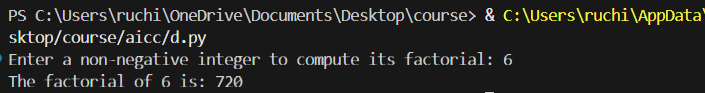 PS C:\Users\ruchi\OneDrive\Documents\Desktop\course> & C:\Users\ruchi\AppData\
sktop/course/aicc/d.py
Enter a non-negative integer to compute its factorial: 6
The factorial of 6 is: 720